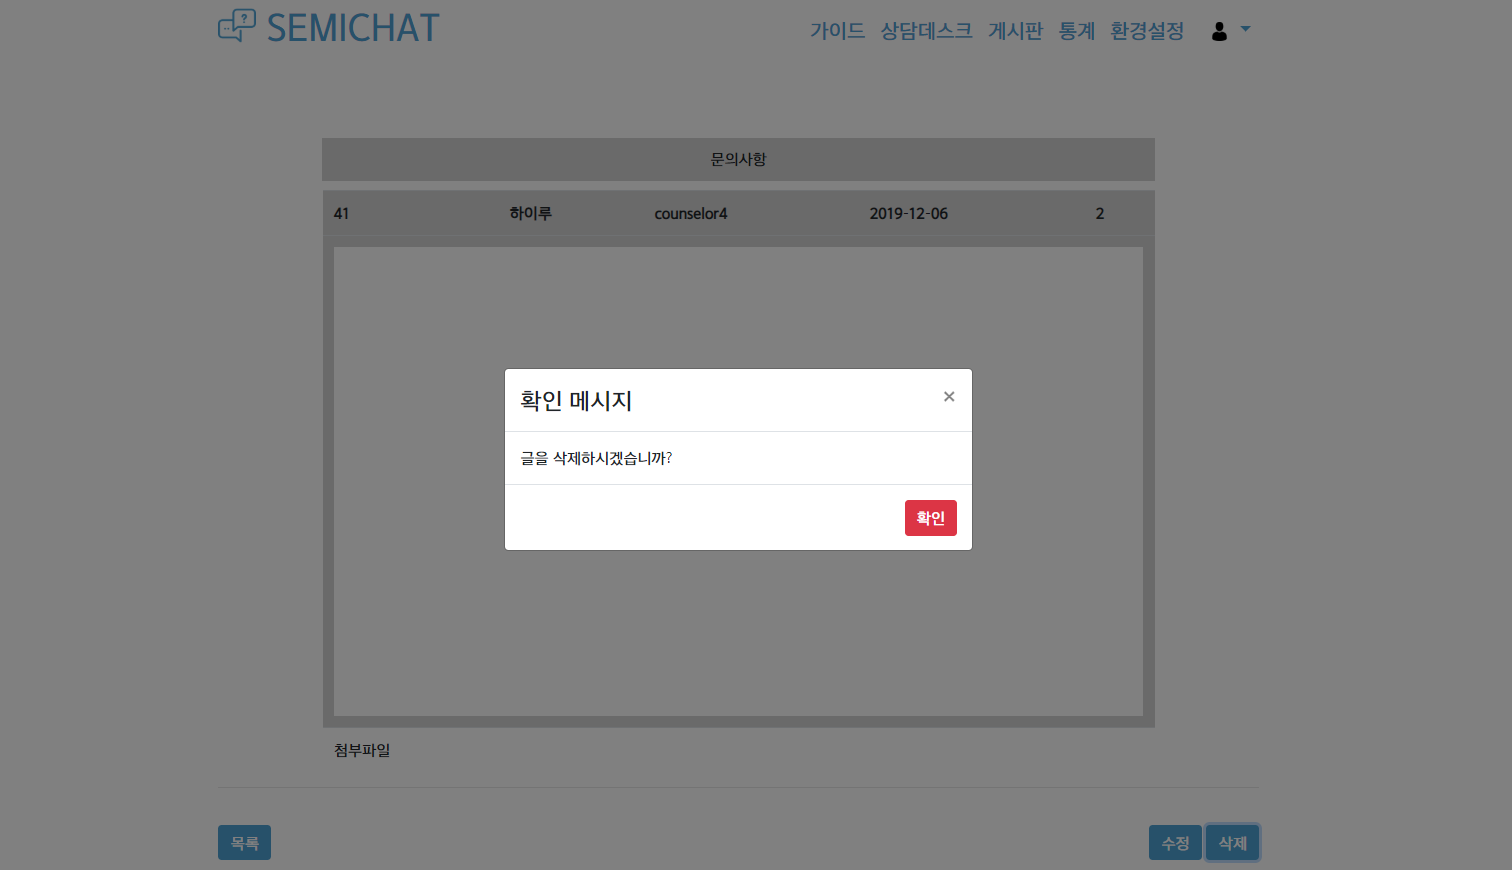 SEMICHAT
가이드 상담데스크 게시판 통계 환경설정
문의사항
41 하이루 counselor4 2019-12-06 2
확인 메시지 ×
글을 삭제하시겠습니까?
확인
첨부파일
목록 수정 삭제